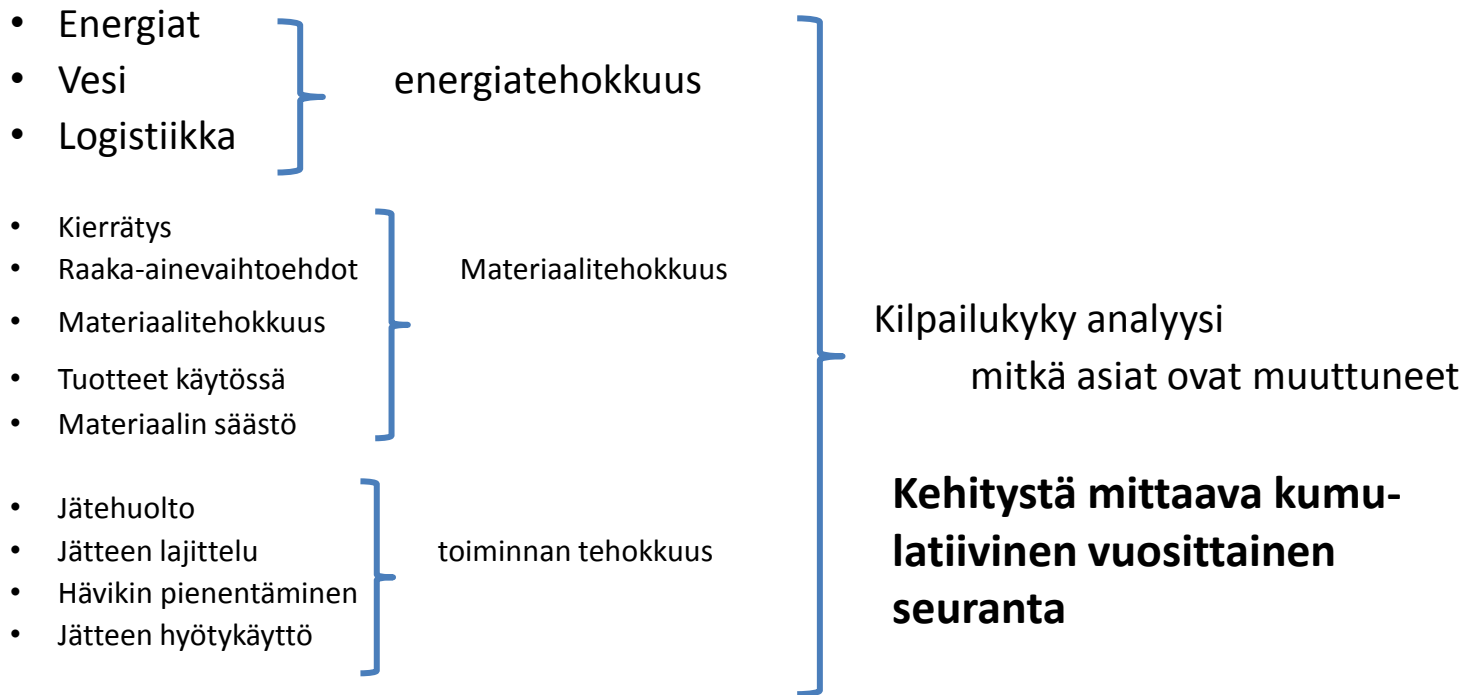 • Energiat
• Vesi
• Logistiikka
energiatehokkuus
• Kierrätys
• Raaka-ainevaihtoehdot
• Materiaalitehokkuus
• Tuotteet käytössä
• Materiaalin säästö
Materiaalitehokkuus
• Jätehuolto
• Jätteen lajittelu
• Hävikin pienentäminen
• Jätteen hyötykäyttö
toiminnan tehokkuus
Kilpailukyky analyysi
mitkä asiat ovat muuttuneet
Kehitystä mittaava kumu-
latiivinen vuosittainen
seuranta